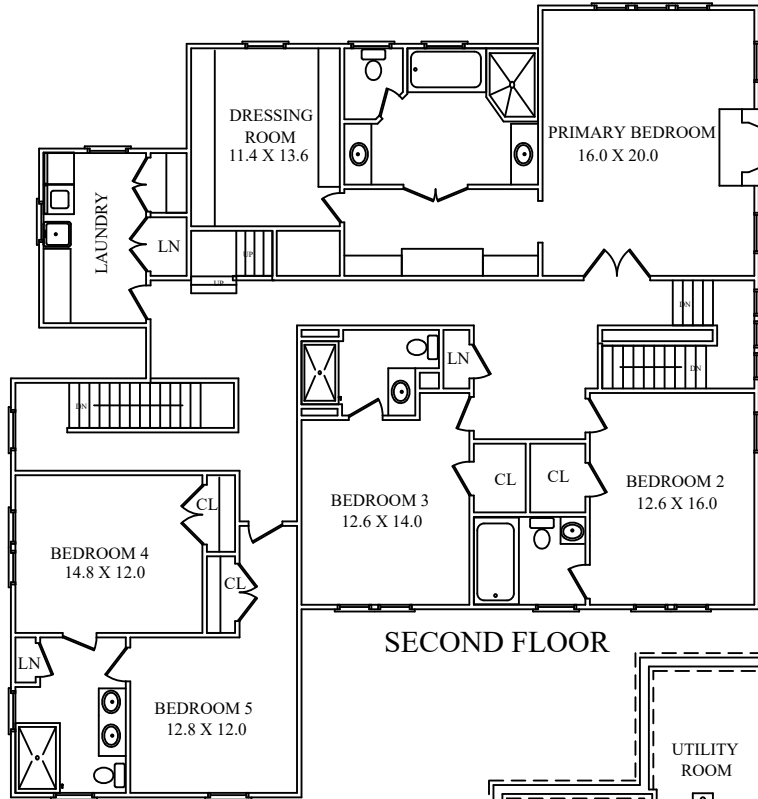 DRESSING
ROOM
11.4 X 13.6
PRIMARY BEDROOM
16.0 X 20.0
LAUNDRY
LN
UP
UP
DN
LN
DN
DN
CL
CL
BEDROOM 3
12.6 X 14.0
BEDROOM 2
12.6 X 16.0
CL
BEDROOM 4
14.8 X 12.0
CL
SECOND FLOOR
LN
BEDROOM 5
12.8 X 12.0
UTILITY
ROOM